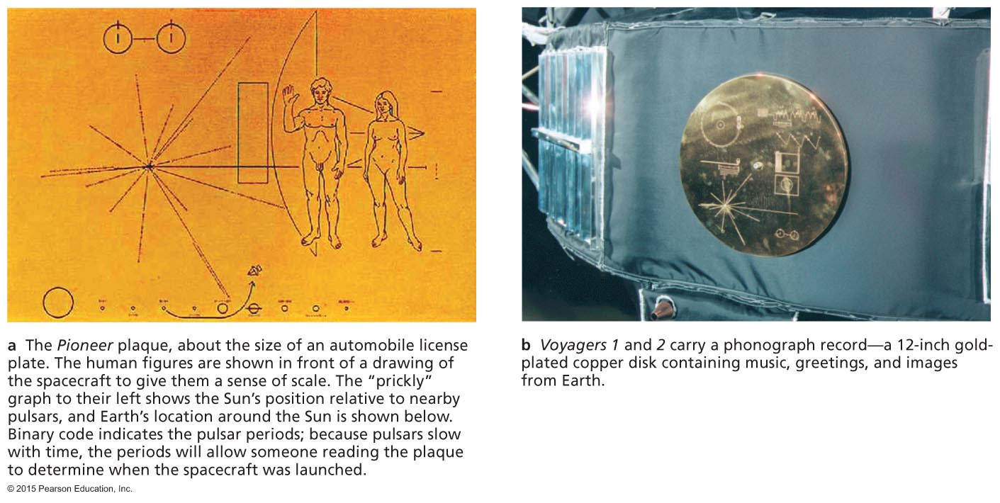 a The Pioneer plaque, about the size of an automobile license
plate. The human figures are shown in front of a drawing of
the spacecraft to give them a sense of scale. The “prickly”
graph to their left shows the Sun’s position relative to nearby
pulsars, and Earth’s location around the Sun is shown below.
Binary code indicates the pulsar periods; because pulsars slow
with time, the periods will allow someone reading the plaque
to determine when the spacecraft was launched.
© 2015 Pearson Education, Inc.
b Voyagers 1 and 2 carry a phonograph record—a 12-inch gold-
plated copper disk containing music, greetings, and images
from Earth.